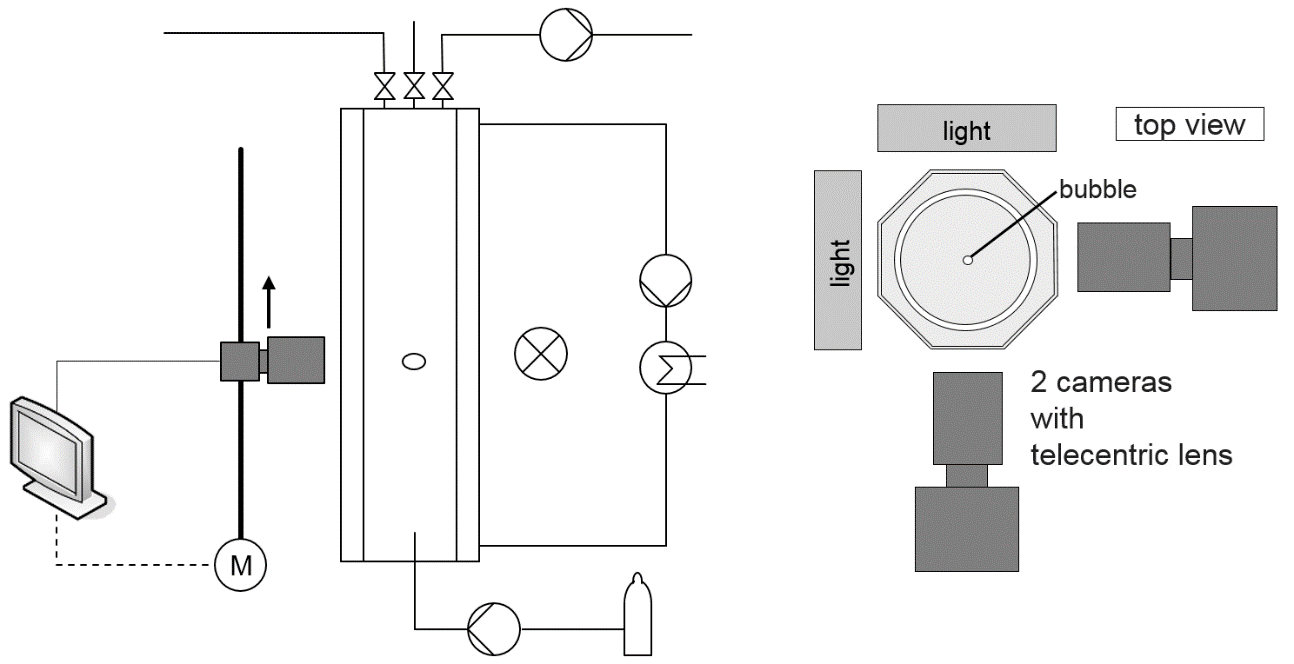 M
light
top view
light
bubble
2 cameras
with
telecentric lens